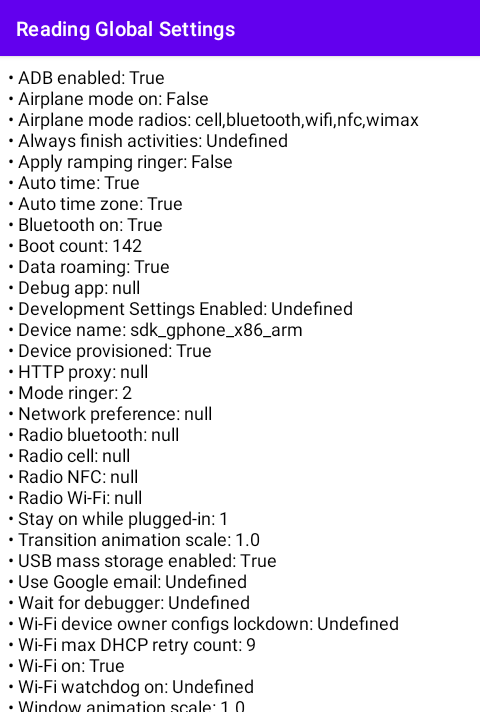 Reading Global Settings
• ADB enabled: True
• Airplane mode on: False
• Airplane mode radios: cell,bluetooth,wifi,nfc,wimax
• Always finish activities: Undefined
• Apply ramping ringer: False
• Auto time: True
• Auto time zone: True
• Bluetooth on: True
• Boot count: 142
• Data roaming: True
• Debug app: null
• Development Settings Enabled: Undefined
• Device name: sdk_gphone_x86_arm
• Device provisioned: True
• HTTP proxy: null
• Mode ringer: 2
• Network preference: null
• Radio bluetooth: null
• Radio cell: null
• Radio NFC: null
• Radio Wi-Fi: null
• Stay on while plugged-in: 1
• Transition animation scale: 1.0
• USB mass storage enabled: True
• Use Google email: Undefined
• Wait for debugger: Undefined
• Wi-Fi device owner configs lockdown: Undefined
• Wi-Fi max DHCP retry count: 9
• Wi-Fi on: True
• Wi-Fi watchdog on: Undefined
• Window animation scale: 1.0